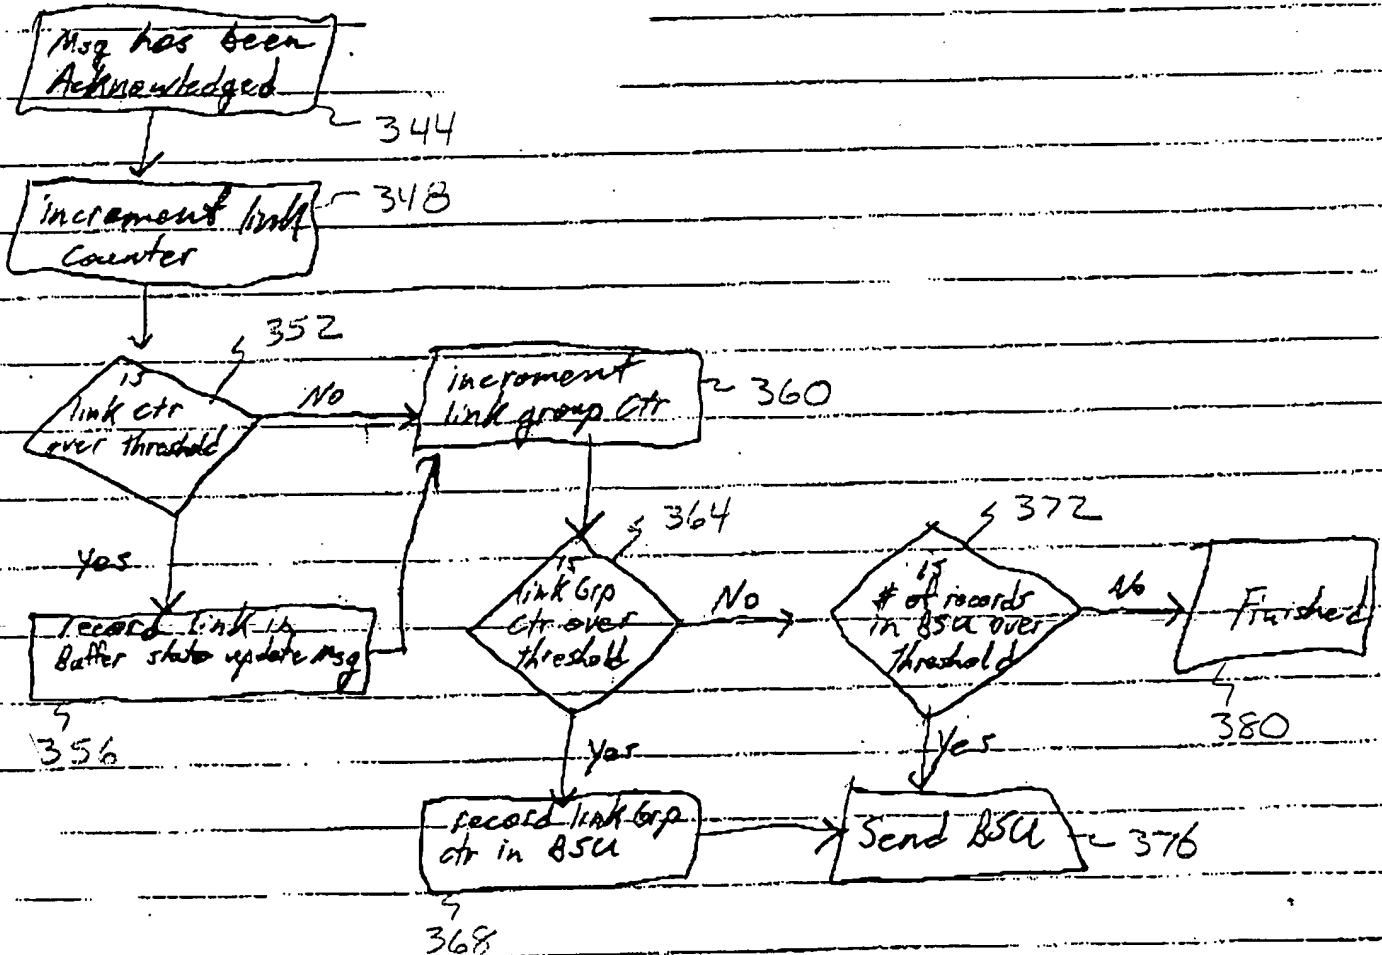 Msg has been
Acknowledged
344
increment link
counter
348
is
link ctr
over threshold
352
No
Yes
record link in
Buffer state update Msg
356
increment
link group Ctr
360
is
link Grp
ctr over
threshold
364
No
Yes
record link Grp
ctr in BSU
368
is
# of records
in BSU over
threshold
372
No
Yes
Send BSU
376
Finished
380